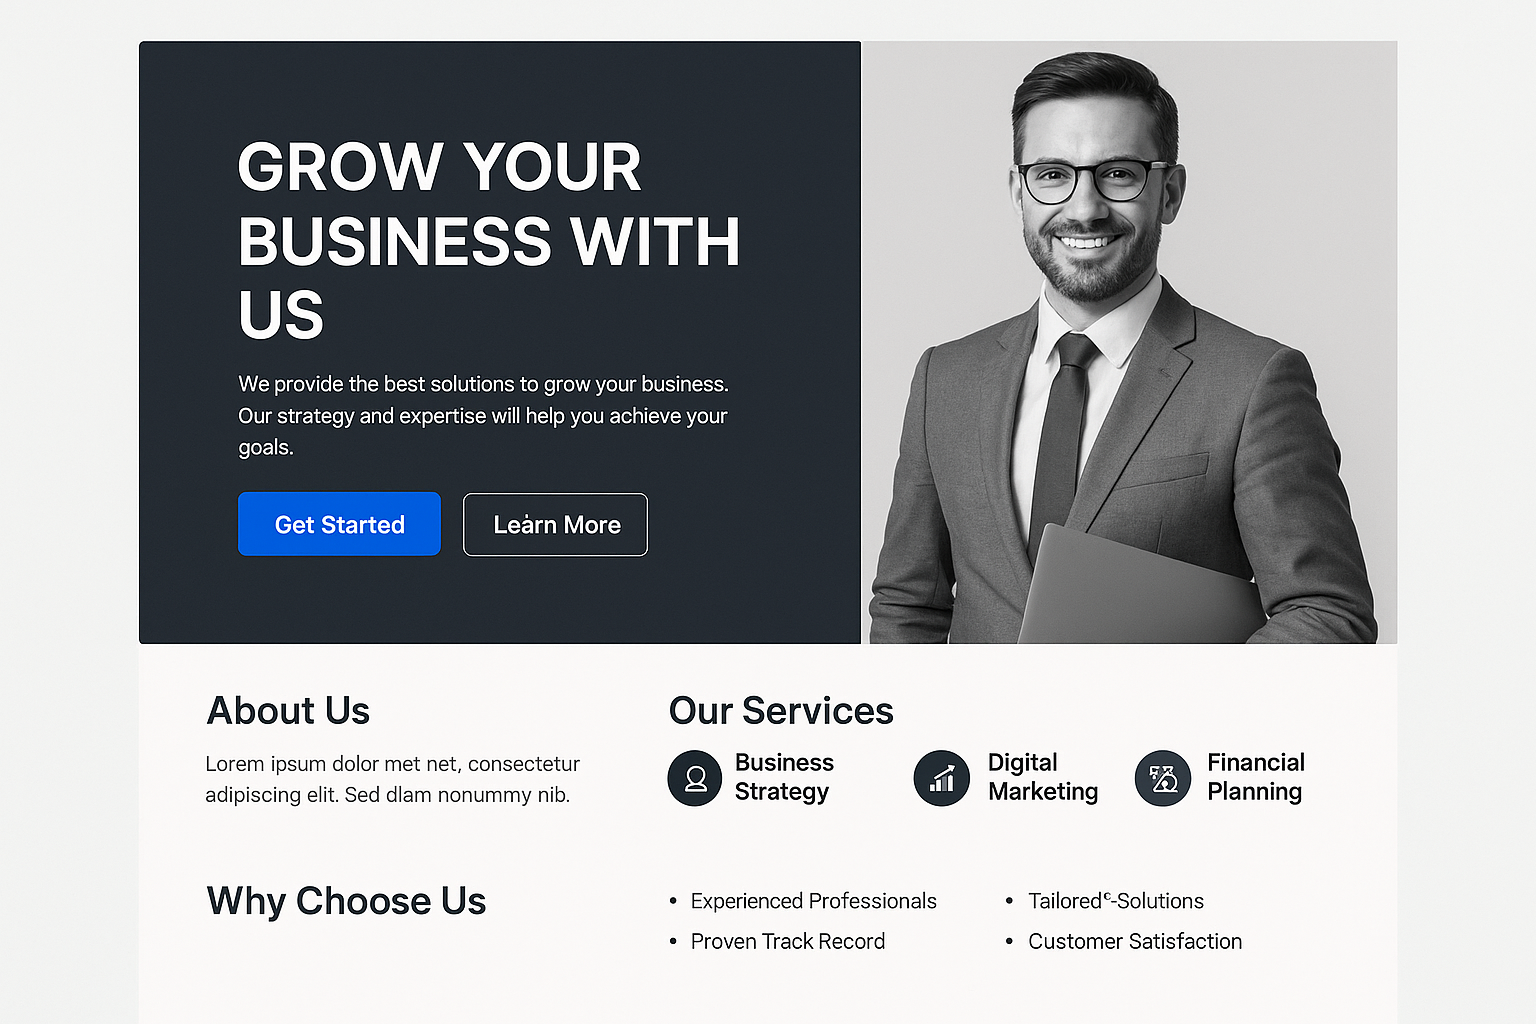 GROW YOUR
BUSINESS WITH
US
We provide the best solutions to grow your business.
Our strategy and expertise will help you achieve your
goals.
Get Started
Learn More
About Us
Lorem ipsum dolor met net, consectetur
adipiscing elit. Sed dlam nonummy nib.
Our Services
Business
Strategy
Digital
Marketing
Financial
Planning
Why Choose Us
• Experienced Professionals
• Proven Track Record
• Tailoredᶜ-Solutions
• Customer Satisfaction